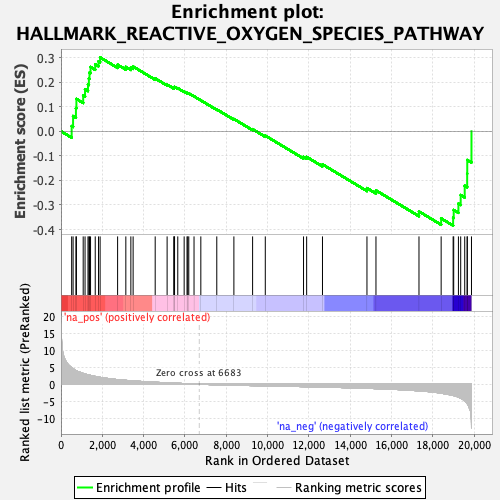 Enrichment plot:
HALLMARK_REACTIVE_OXYGEN_SPECIES_PATHWAY
Enrichment score (ES)
0.3
0.2
0.1
0.0
-0.1
-0.2
-0.3
-0.4
Ranked list metric (PreRanked)
20
15
10
5
0
-5
-10
'na_pos' (positively correlated)
Zero cross at 6683
'na_neg' (negatively correlated)
0 2,000 4,000 6,000 8,000 10,000 12,000 14,000 16,000 18,000 20,000
Rank in Ordered Dataset
Enrichment profile Hits Ranking metric scores